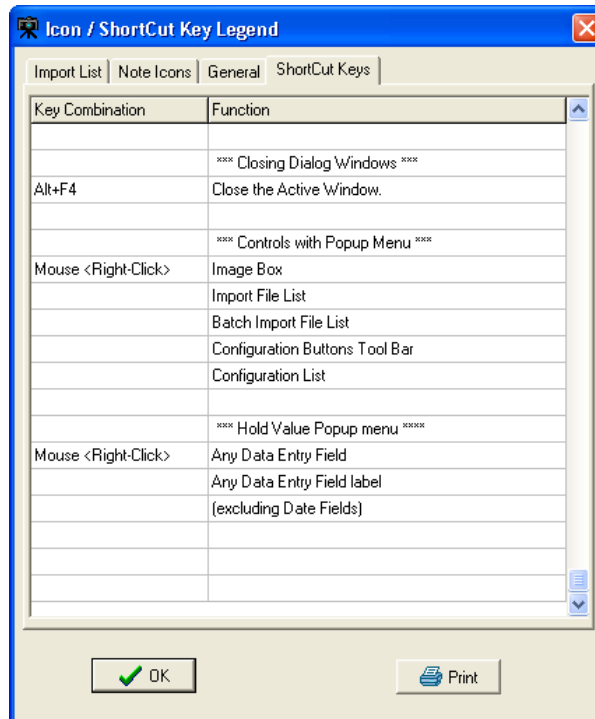 Icon / ShortCut Key Legend
Import List Note Icons General ShortCut Keys
Key Combination Function
*** Closing Dialog Windows ***
Alt+F4 Close the Active Window.
*** Controls with Popup Menu ***
Mouse <Right-Click> Image Box
Import File List
Batch Import File List
Configuration Buttons Tool Bar
Configuration List
*** Hold Value Popup menu ****
Mouse <Right-Click> Any Data Entry Field
Any Data Entry Field label
(excluding Date Fields)
OK Print